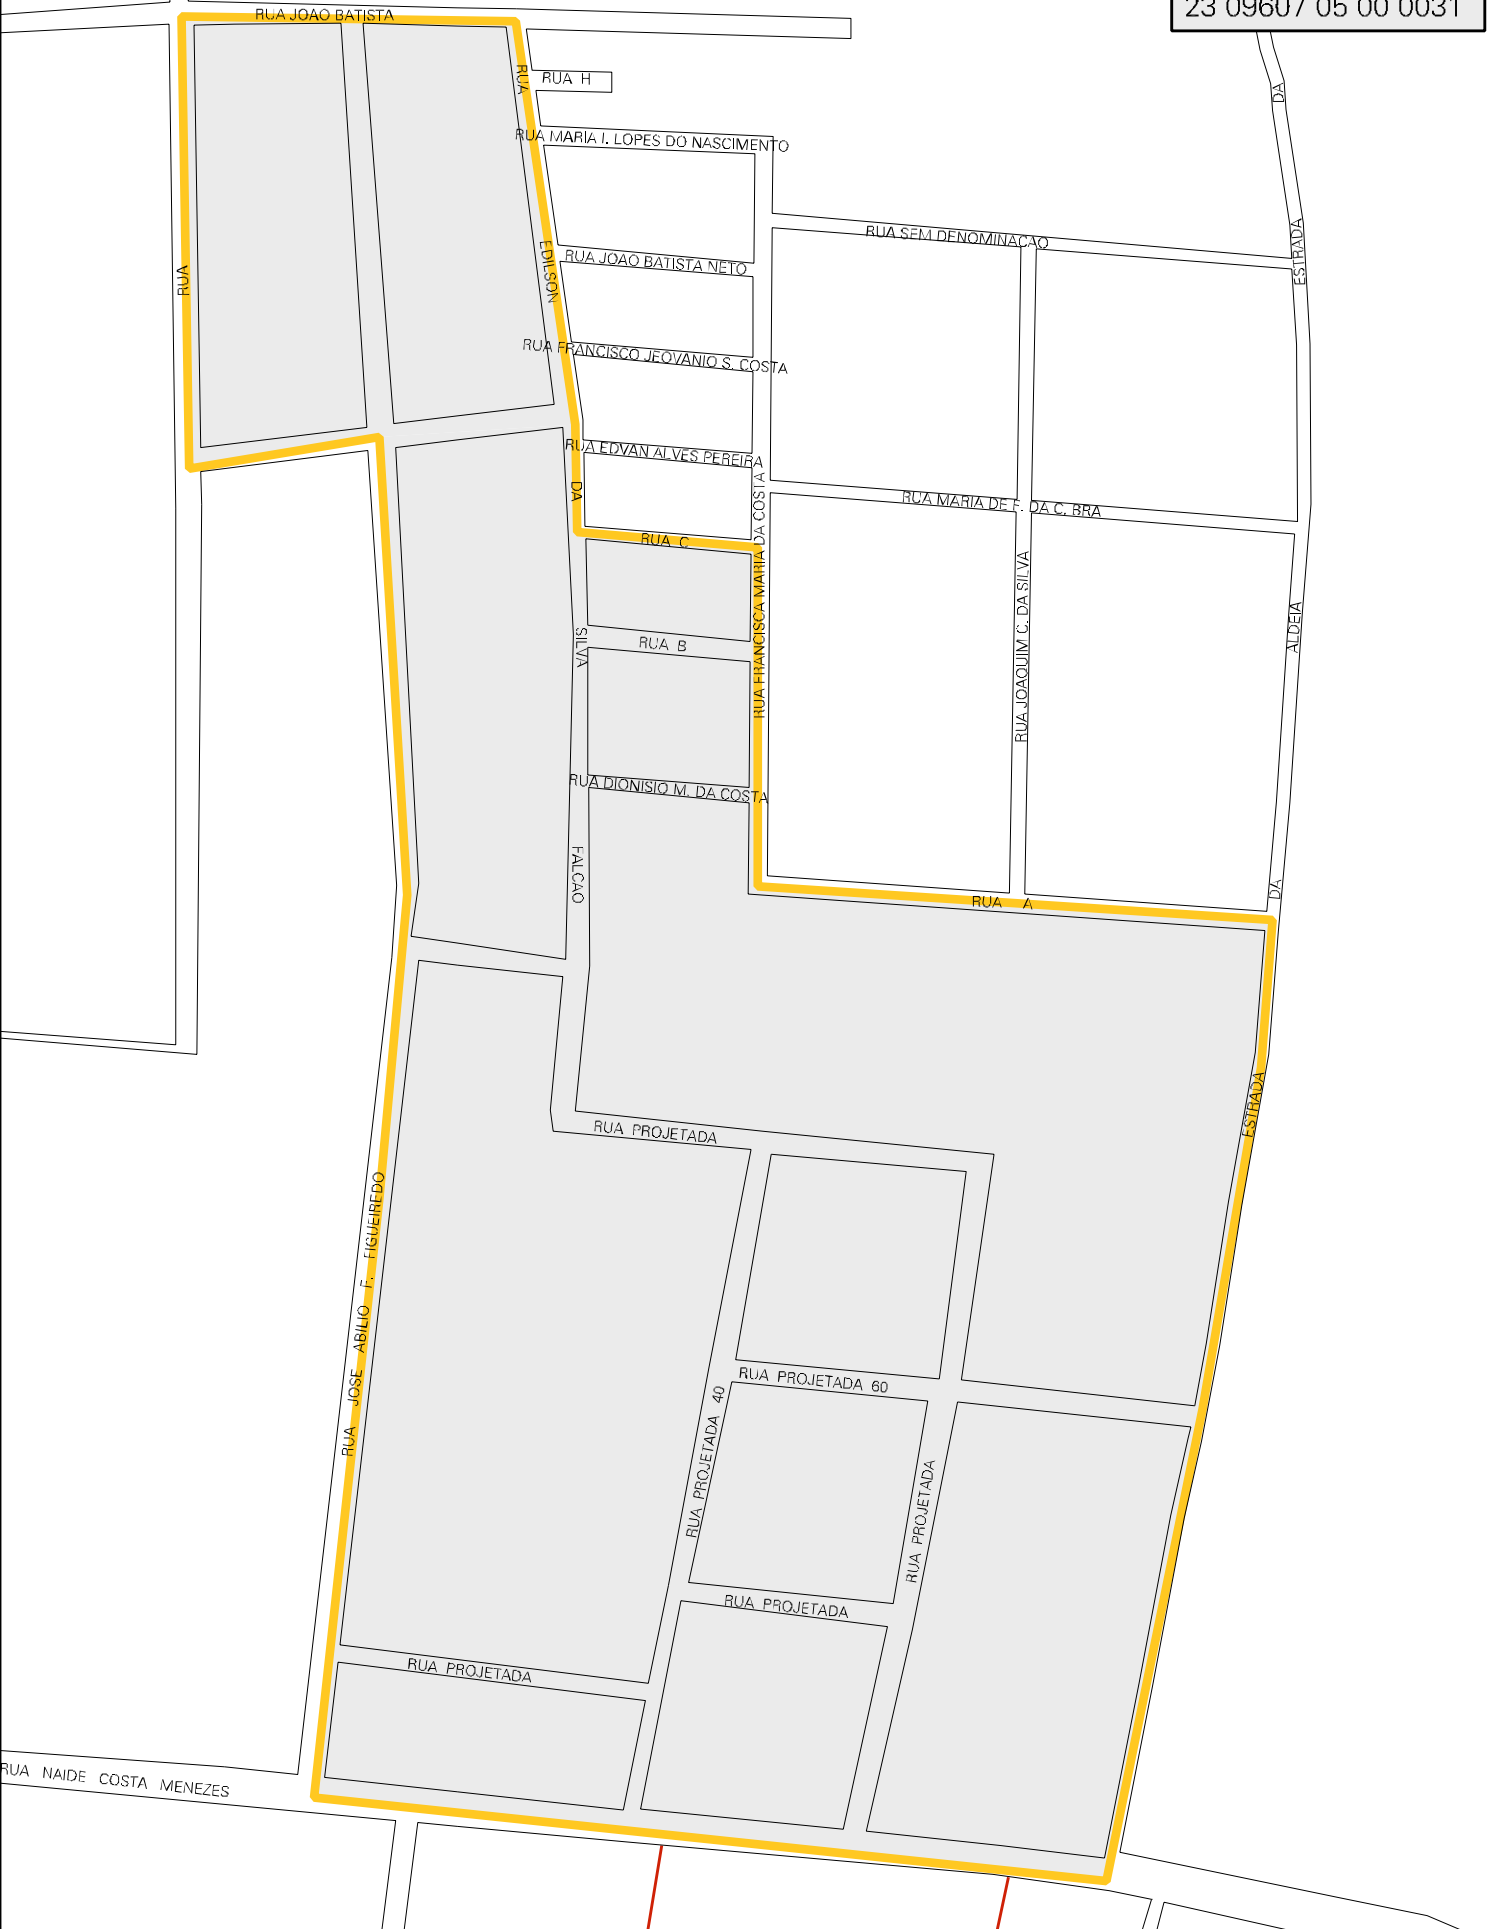 23 09607 05 00 0031
RUA JOAO BATISTA
RUA H
RUA MARIA I. LOPES DO NASCIMENTO
RUA SEM DENOMINACAO
RUA JOAO BATISTA NETO
RUA FRANCISCO JEOVANIO S. COSTA
RUA EDVAN ALVES PEREIRA
RUA MARIA DE F. DA C. BRA
RUA C
RUA B
RUA DIONISIO M. DA COSTA
RUA A
RUA
RUA EDILSON DA SILVA FALCAO
RUA FRANCISCA MARIA DA COSTA
RUA JOAQUIM C. DA SILVA
DA
ESTRADA
ALDEIA
DA
ESTRADA
RUA PROJETADA
RUA PROJETADA 60
RUA PROJETADA 40
RUA PROJETADA
RUA PROJETADA
RUA PROJETADA
RUA JOSE ABILIO F. FIGUEIREDO
RUA NAIDE COSTA MENEZES